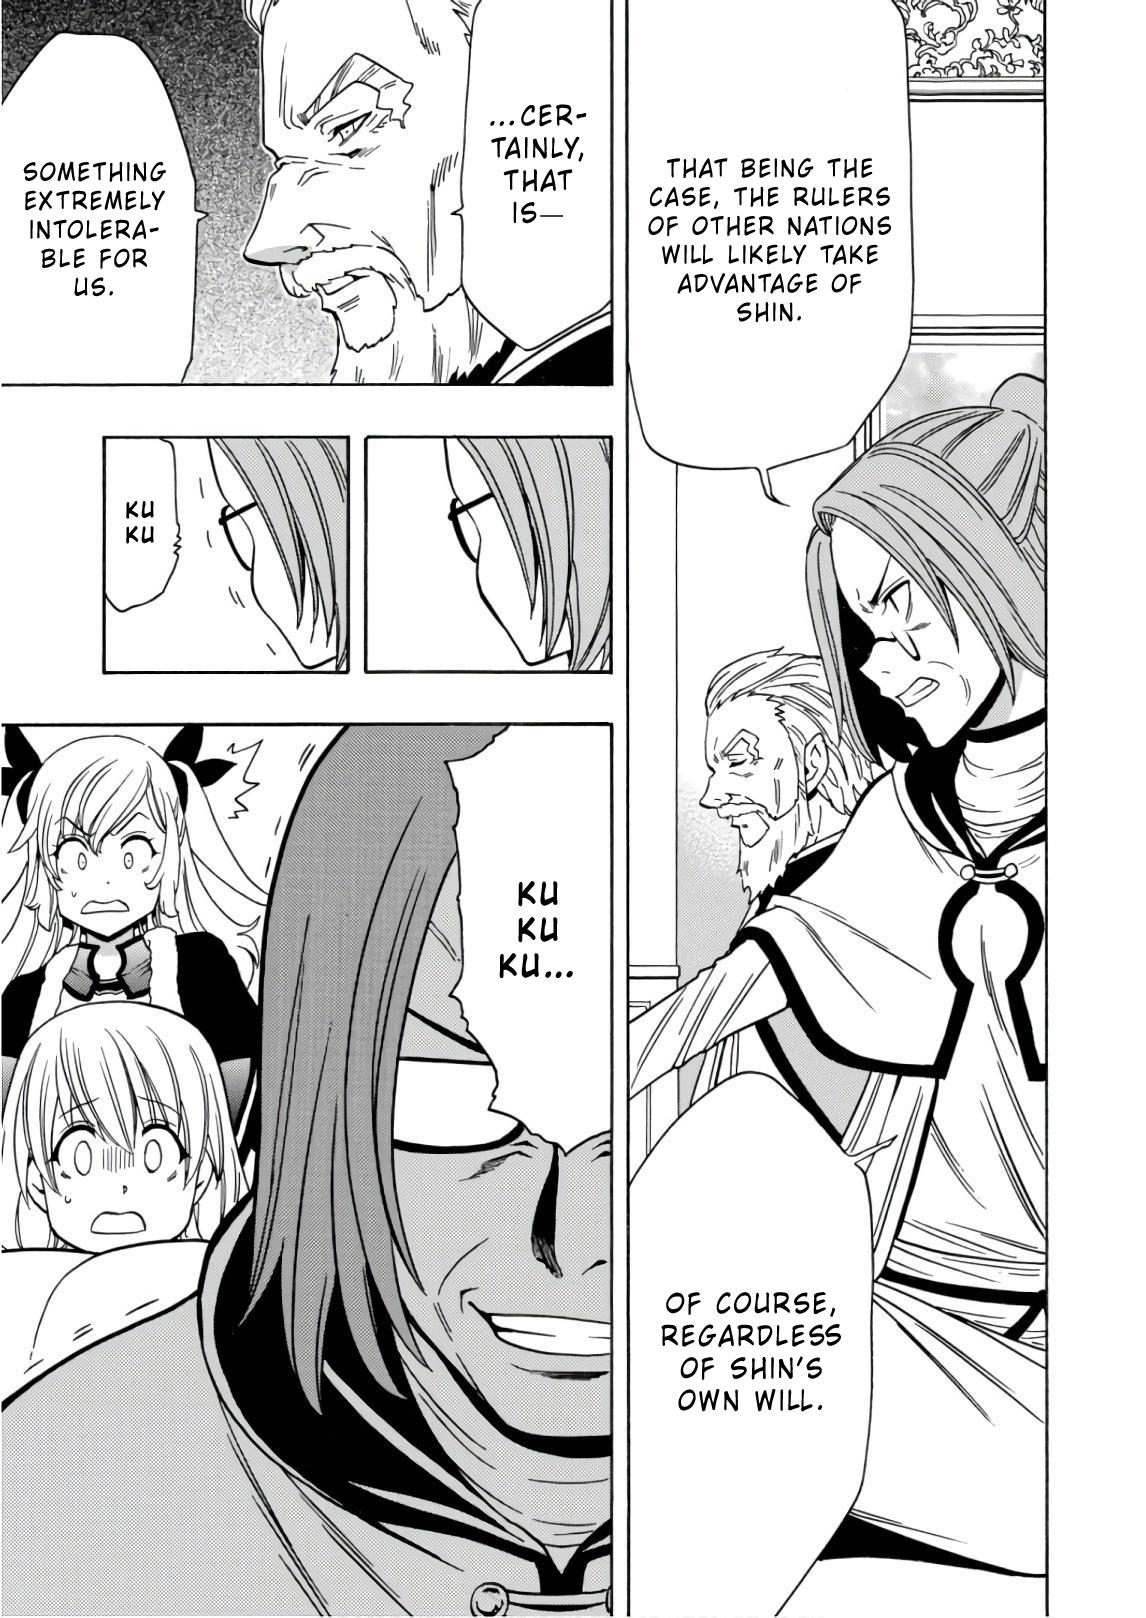 THAT BEING THE
CASE, THE RULERS
OF OTHER NATIONS
WILL LIKELY TAKE
ADVANTAGE OF
SHIN.
OF COURSE,
REGARDLESS
OF SHIN'S
OWN WILL.
...CER-
TAINLY,
THAT
IS—
SOMETHING
EXTREMELY
INTOLERA-
BLE FOR
US.
KU
KU
KU
KU
KU...